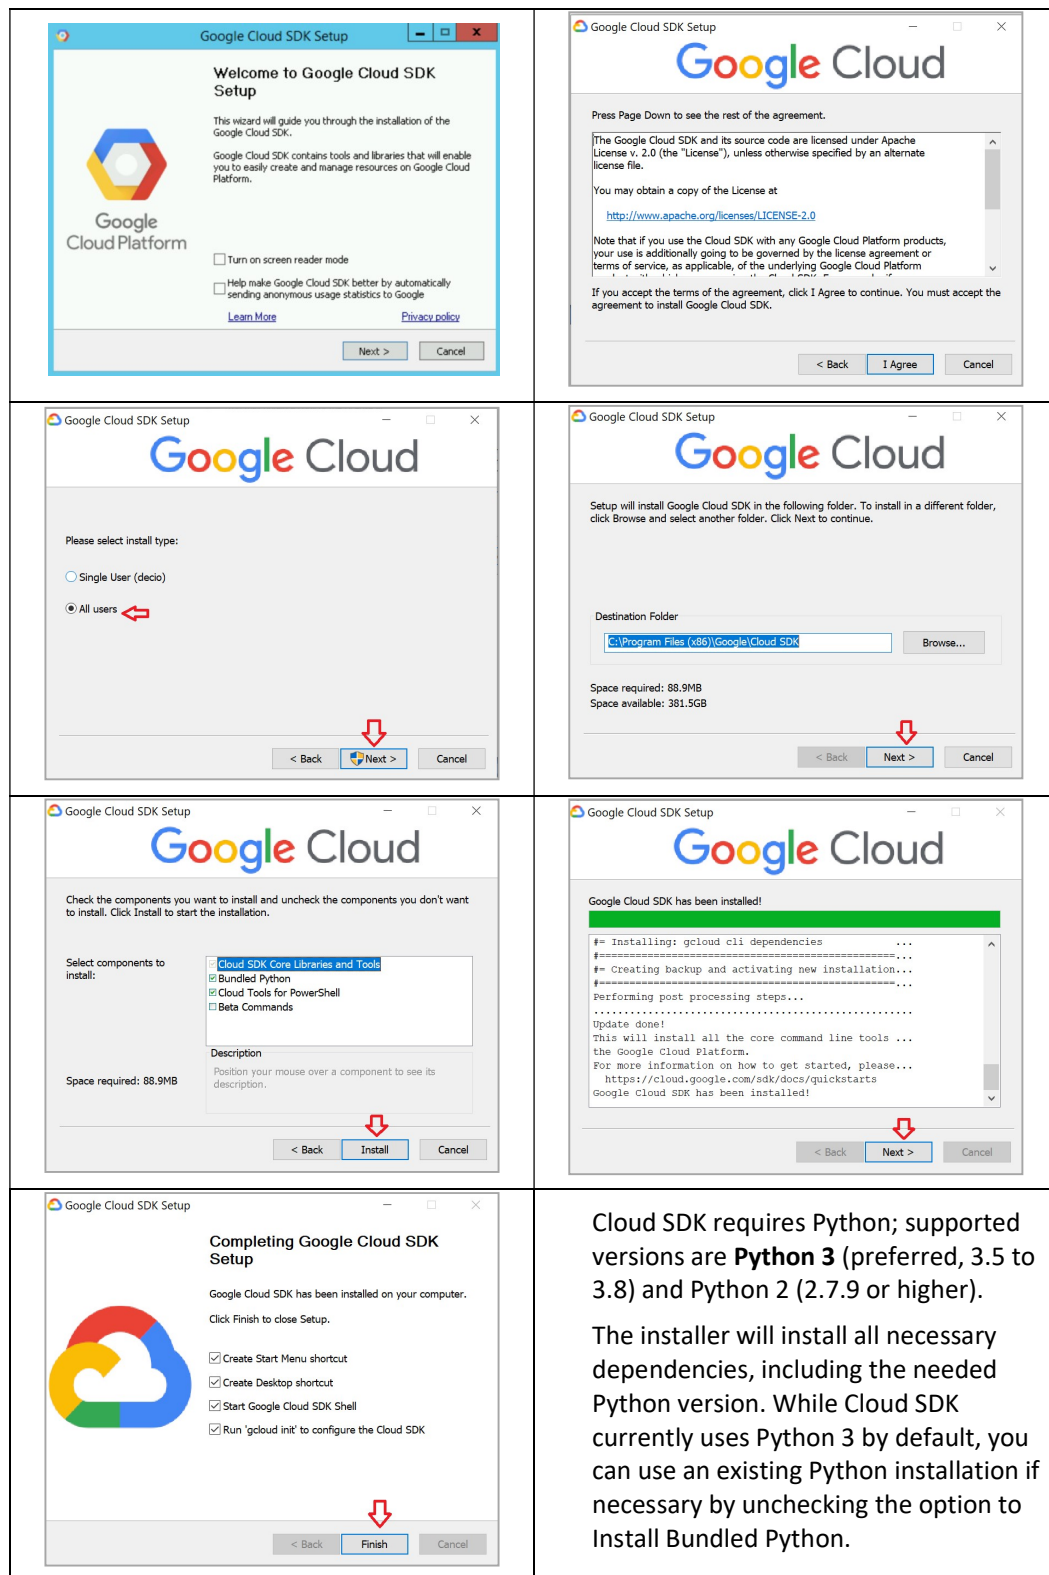 Google Cloud SDK Setup
Welcome to Google Cloud SDK
Setup
This wizard will guide you through the installation of the
Google Cloud SDK.
Google Cloud SDK contains tools and libraries that will enable
you to easily create and manage resources on Google Cloud
Platform.
Google
Cloud Platform
Turn on screen reader mode
Help make Google Cloud SDK better by automatically
sending anonymous usage statistics to Google
Learn More
Privacy policy
Next >
Cancel
Google Cloud SDK Setup
Google Cloud
Press Page Down to see the rest of the agreement.
The Google Cloud SDK and its source code are licensed under Apache
License v. 2.0 (the "License"), unless otherwise specified by an alternate
license file.
You may obtain a copy of the License at
http://www.apache.org/licenses/LICENSE-2.0
Note that if you use the Cloud SDK with any Google Cloud Platform products,
your use is additionally going to be governed by the license agreement or
terms of service, as applicable, of the underlying Google Cloud Platform
If you accept the terms of the agreement, click I Agree to continue. You must accept the
agreement to install Google Cloud SDK.
< Back
I Agree
Cancel
Google Cloud SDK Setup
Google Cloud
Please select install type:
Single User (decio)
All users
< Back
Next >
Cancel
Google Cloud SDK Setup
Google Cloud
Setup will install Google Cloud SDK in the following folder. To install in a different folder,
click Browse and select another folder. Click Next to continue.
Destination Folder
C:\Program Files (x86)\Google\Cloud SDK
Browse...
Space required: 88.9MB
Space available: 381.5GB
< Back
Next >
Cancel
Google Cloud SDK Setup
Google Cloud
Check the components you want to install and uncheck the components you don't want
to install. Click Install to start the installation.
Select components to
install:
Cloud SDK Core Libraries and Tools
Bundled Python
Cloud Tools for PowerShell
Beta Commands
Description
Position your mouse over a component to see its
description.
Space required: 88.9MB
< Back
Install
Cancel
Google Cloud SDK Setup
Google Cloud
Google Cloud SDK has been installed!
#= Installing: gcloud cli dependencies ...
#==================================================...
#= Creating backup and activating new installation...
#==================================================...
Performing post processing steps...
......................................................
Update done!
This will install all the core command line tools ...
the Google Cloud Platform.
For more information on how to get started, please...
https://cloud.google.com/sdk/docs/quickstarts
Google Cloud SDK has been installed!
< Back
Next >
Cancel
Google Cloud SDK Setup
Completing Google Cloud SDK
Setup
Google Cloud SDK has been installed on your computer.
Click Finish to close Setup.
Create Start Menu shortcut
Create Desktop shortcut
Start Google Cloud SDK Shell
Run 'gcloud init' to configure the Cloud SDK
< Back
Finish
Cancel
Cloud SDK requires Python; supported
versions are Python 3 (preferred, 3.5 to
3.8) and Python 2 (2.7.9 or higher).
The installer will install all necessary
dependencies, including the needed
Python version. While Cloud SDK
currently uses Python 3 by default, you
can use an existing Python installation if
necessary by unchecking the option to
Install Bundled Python.